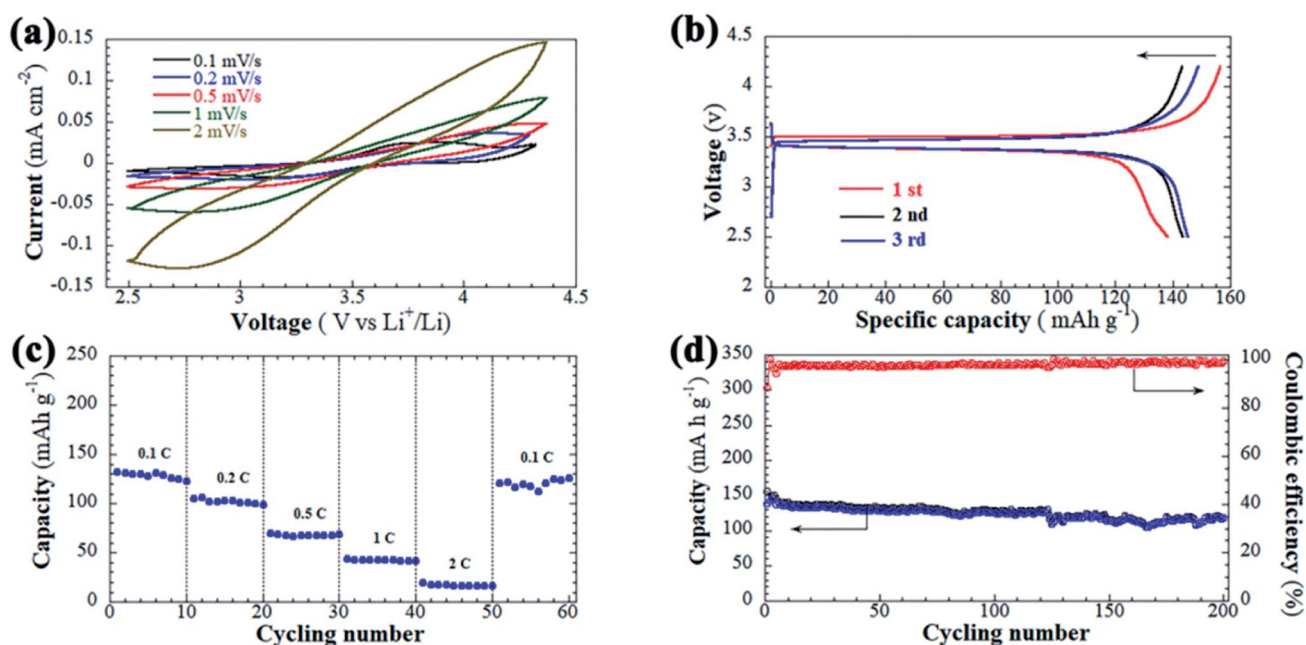 (a)
0.15
0.1
0.05
0
-0.05
-0.1
0.15
Current (mA cm⁻²)
0.1 mV/s
0.2 mV/s
0.5 mV/s
1 mV/s
2 mV/s
2.5 3 3.5 4 4.5
Voltage ( V vs Li⁺/Li)
(b)
4.5
4
3.5
3
2.5
2
Voltage (v)
1 st
2 nd
3 rd
0 20 40 60 80 100 120 140 160
Specific capacity ( mAh g⁻¹)
(c)
250
200
150
100
50
0
Capacity (mAh g⁻¹)
0.1 C
0.2 C
0.5 C
1 C
2 C
0.1 C
0 10 20 30 40 50 60
Cycling number
(d)
350
300
250
200
150
100
50
0
Capacity (mA h g⁻¹)
100
80
60
40
20
0
Coulombic efficiency (%)
0 50 100 150 200
Cycling number